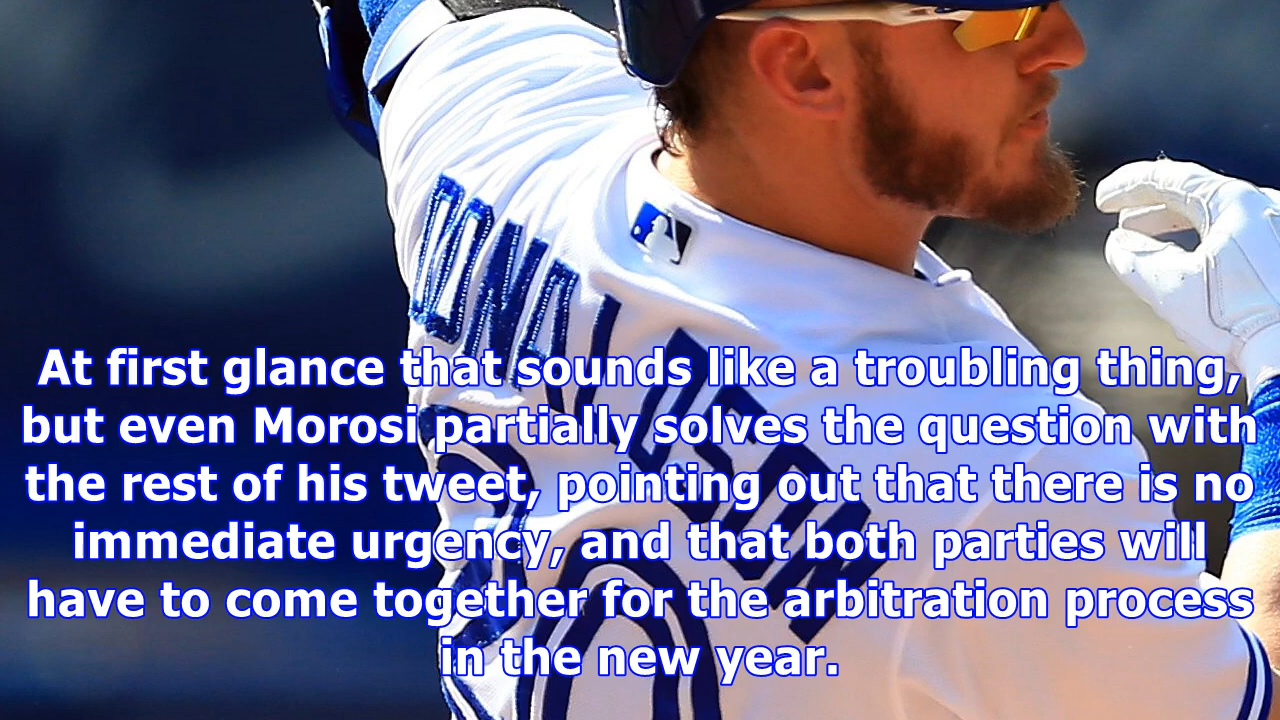 DONALDSON
At first glance that sounds like a troubling thing,
but even Morosi partially solves the question with
the rest of his tweet, pointing out that there is no
immediate urgency, and that both parties will
have to come together for the arbitration process
in the new year.